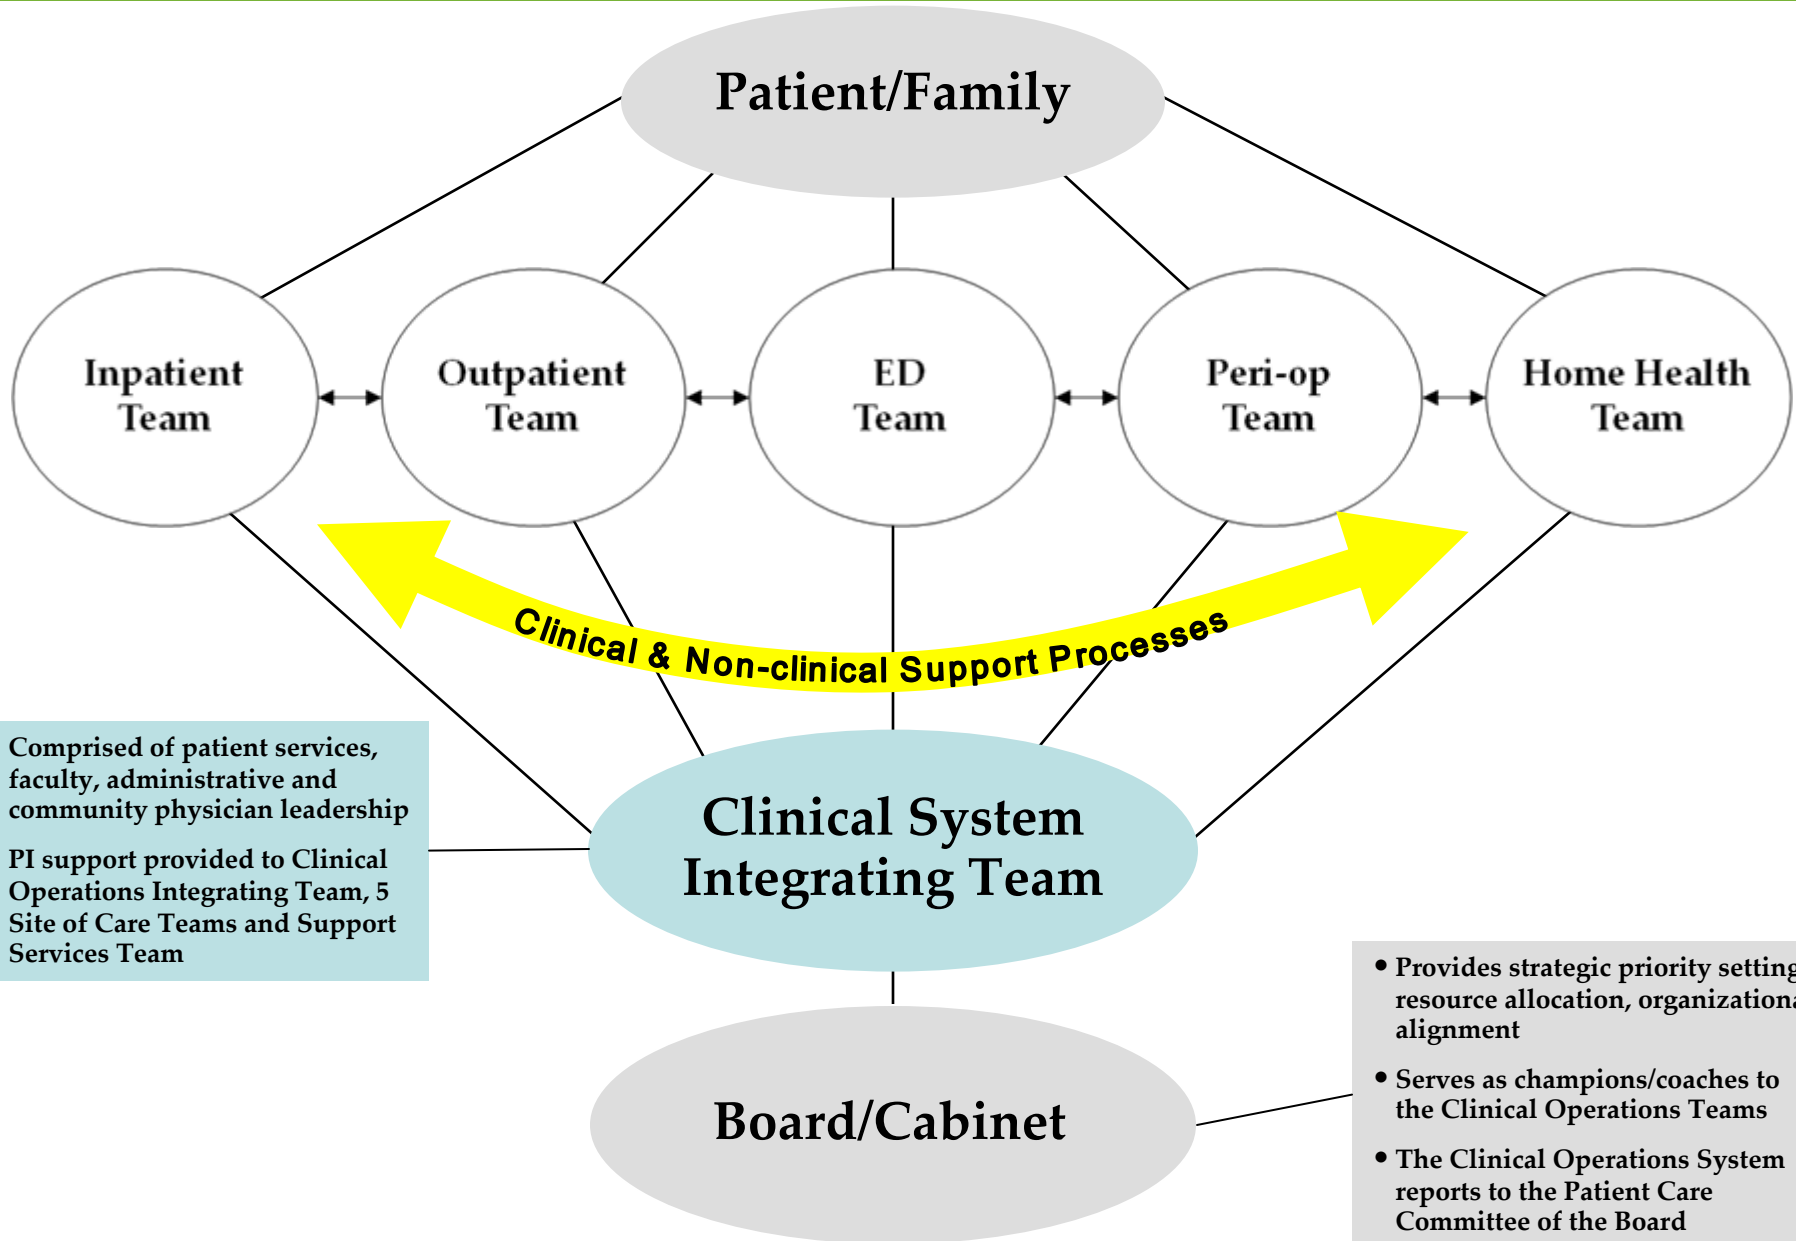 Patient/Family
Inpatient
Team
Outpatient
Team
ED
Team
Peri-op
Team
Home Health
Team
Clinical & Non-clinical Support Processes
Comprised of patient services,
faculty, administrative and
community physician leadership
PI support provided to Clinical
Operations Integrating Team, 5
Site of Care Teams and Support
Services Team
Clinical System
Integrating Team
Board/Cabinet
• Provides strategic priority setting
resource allocation, organizationa
alignment
• Serves as champions/coaches to
the Clinical Operations Teams
• The Clinical Operations System
reports to the Patient Care
Committee of the Board